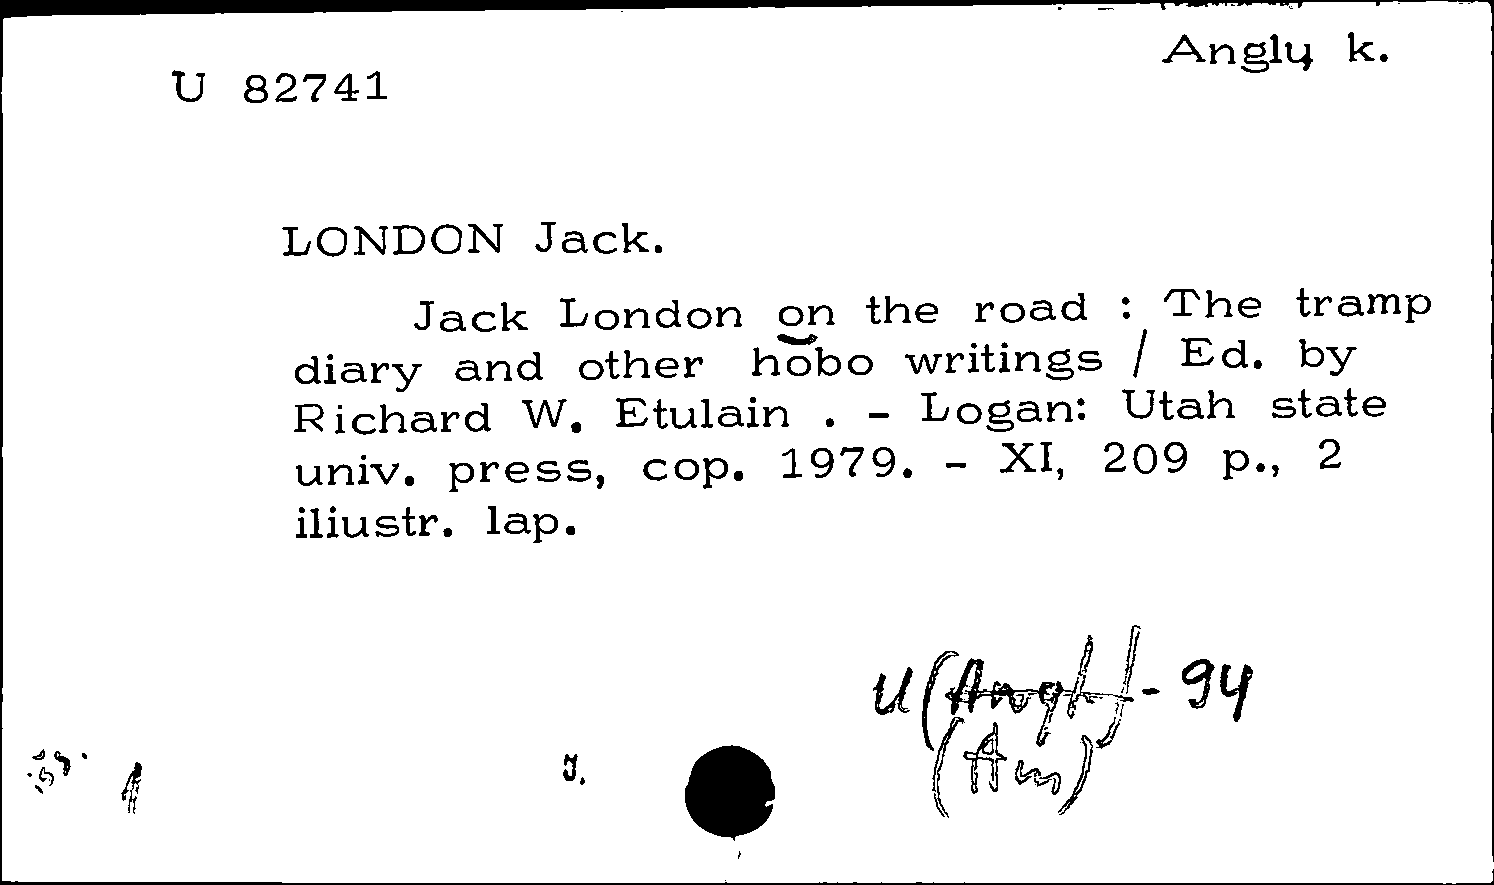 Anglų k.
U 82741
LONDON Jack.
Jack London on the road : The tramp
diary and other hobo writings / Ed. by
Richard W. Etulain . - Logan: Utah state
univ. press, cop. 1979. - XI, 209 p., 2
iliustr. lap.
U(Angl)- 94
(Am)
J.